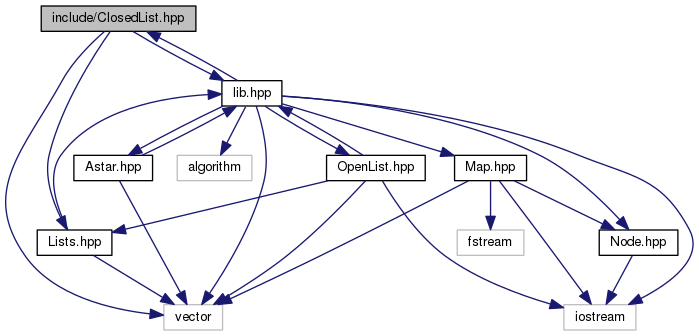 include/ClosedList.hpp
lib.hpp
Astar.hpp
algorithm
OpenList.hpp
Map.hpp
Lists.hpp
fstream
Node.hpp
vector
iostream